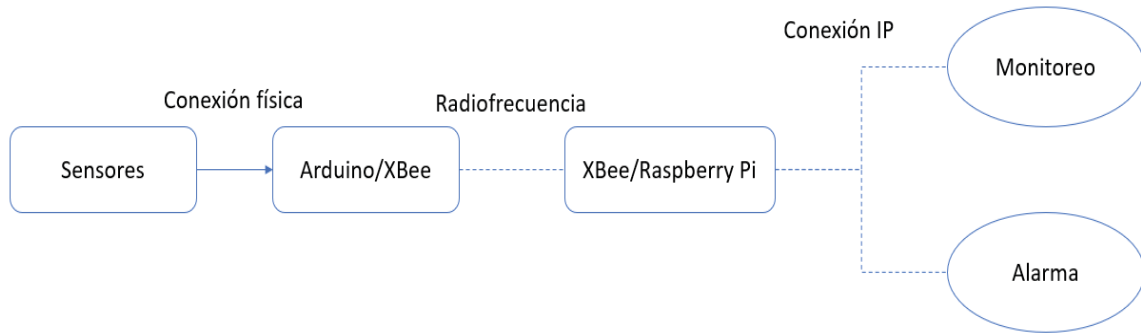 Conexión IP
Monitoreo
Conexión física
Radiofrecuencia
Sensores
Arduino/XBee
XBee/Raspberry Pi
Alarma